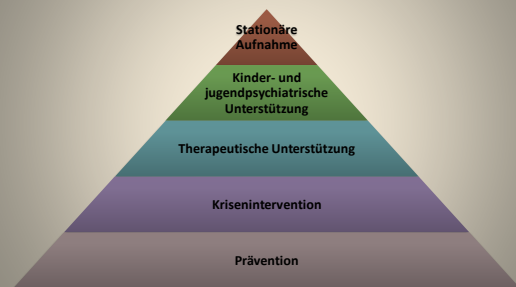 Stationäre
Aufnahme
Kinder- und
jugendpsychiatrische
Unterstützung
Therapeutische Unterstützung
Krisenintervention
Prävention